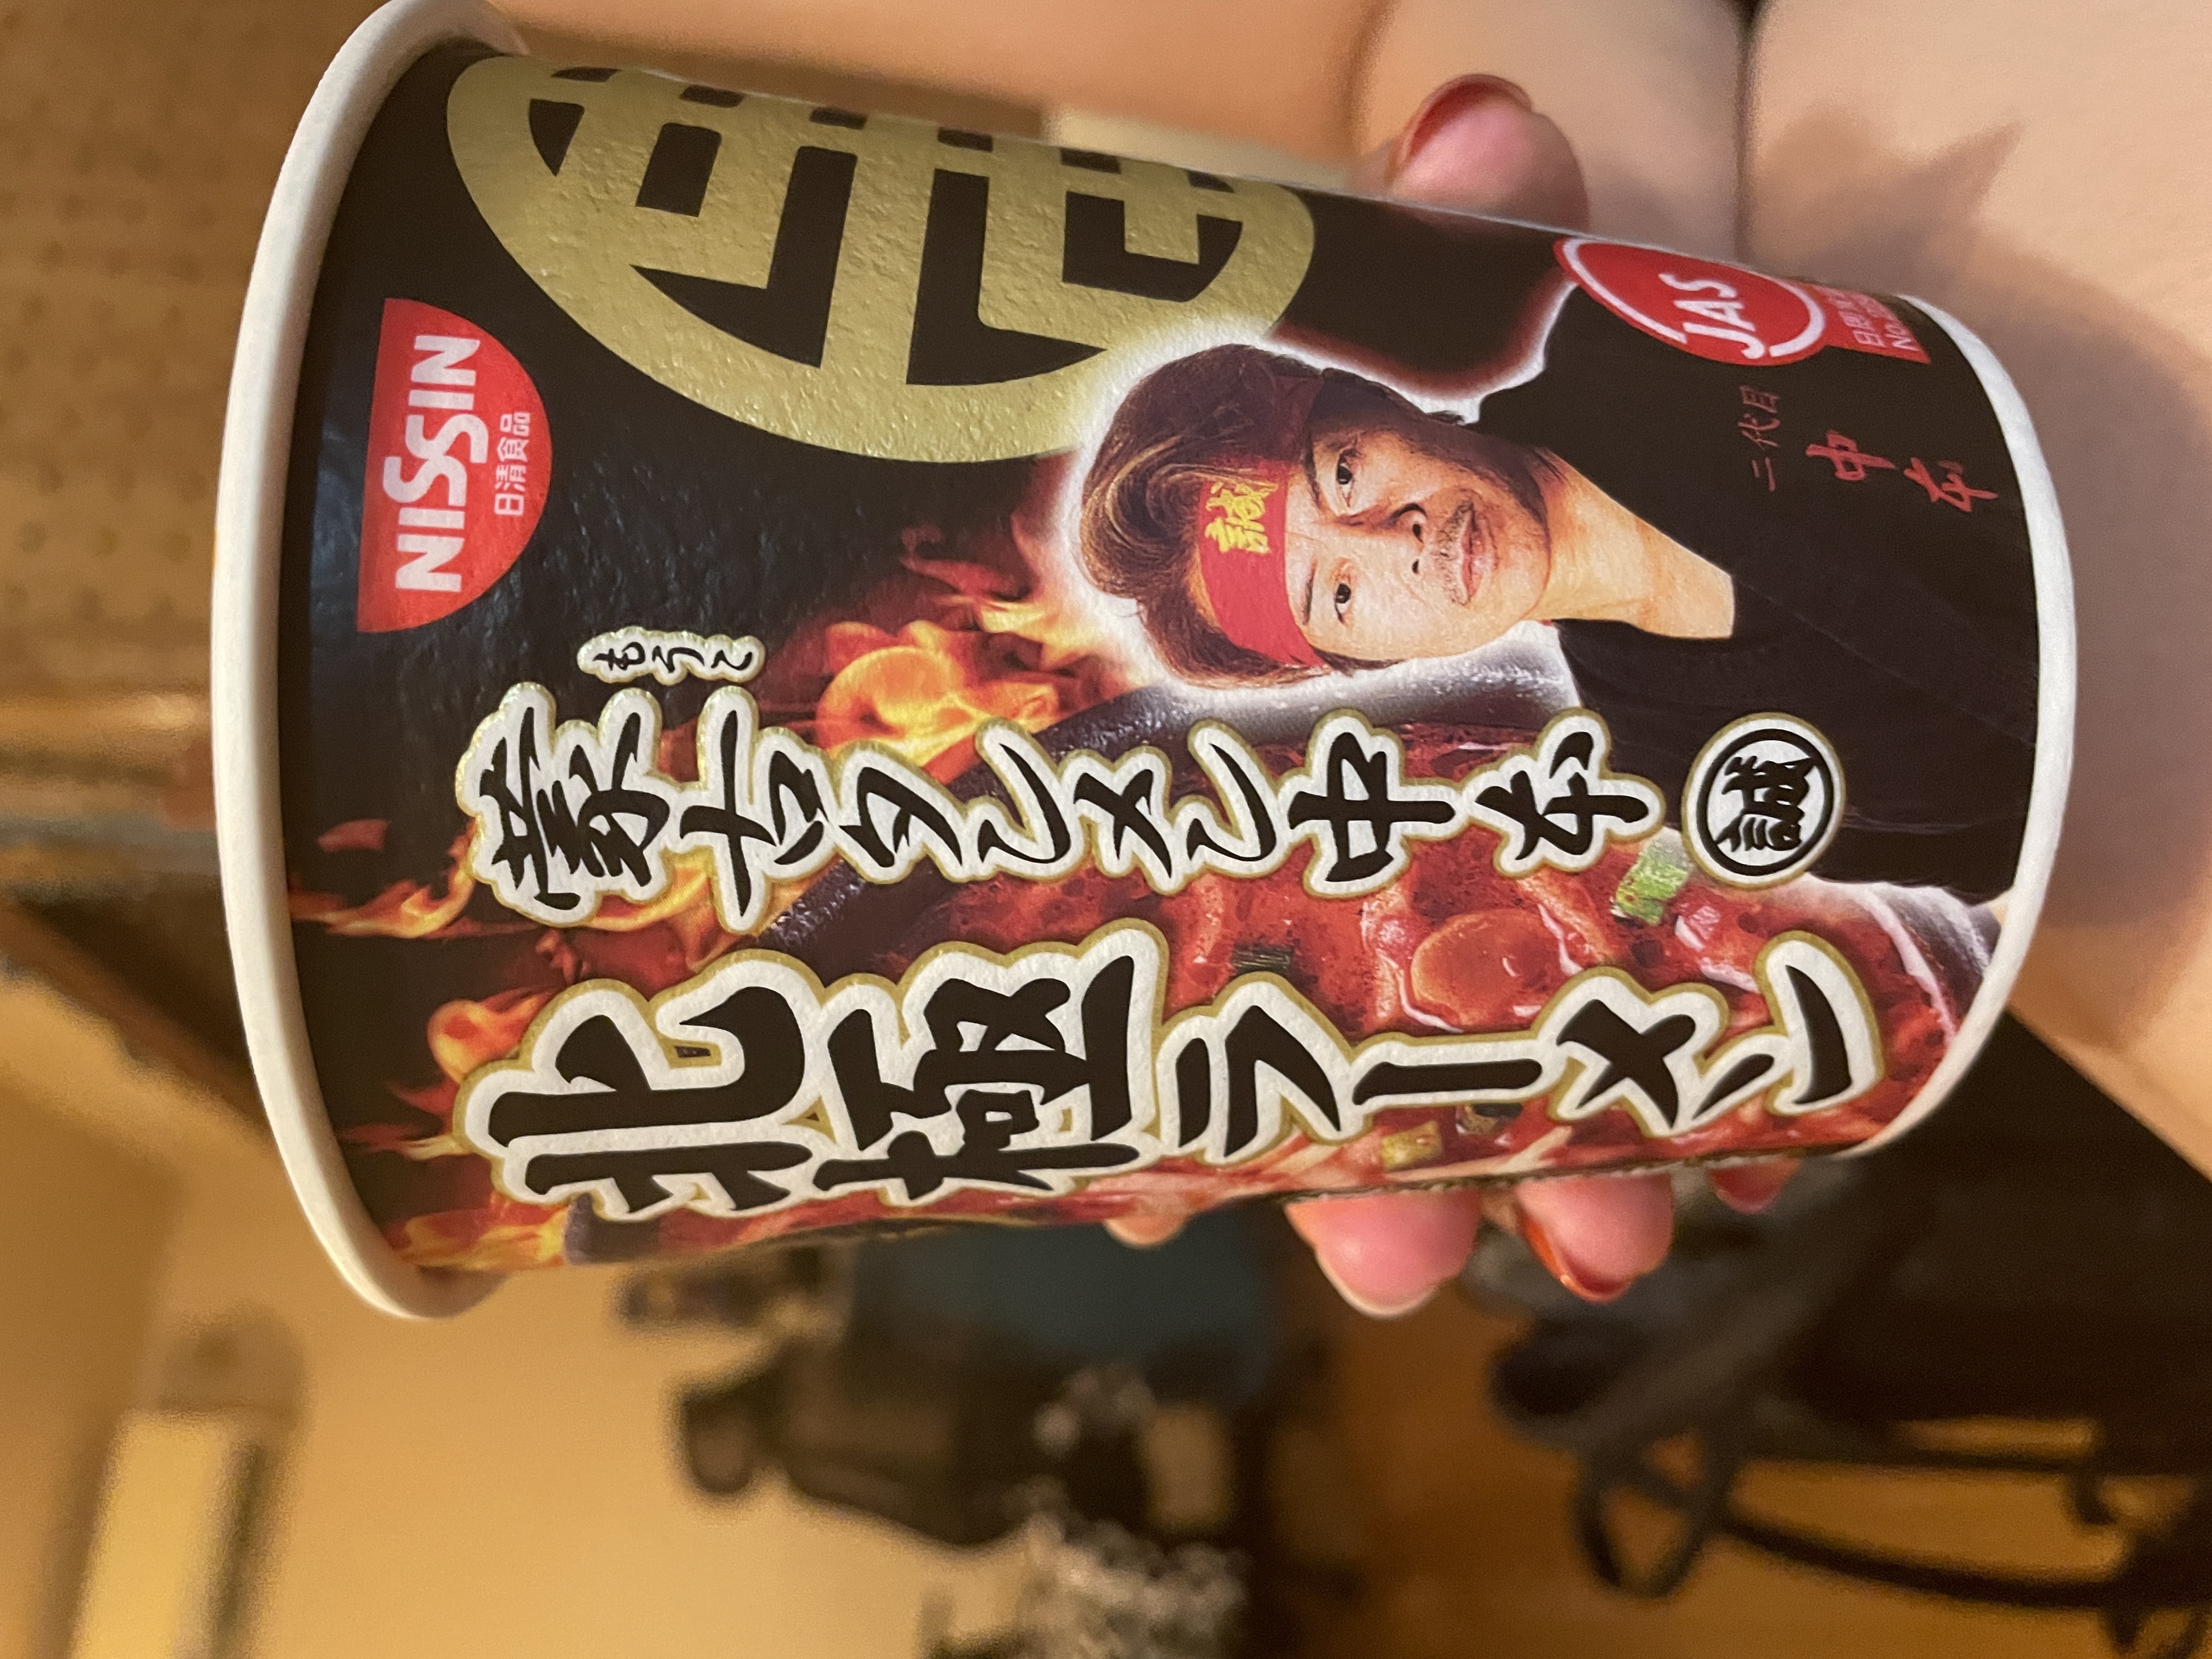 NISSIN
日清食品
蒙古タンメン中本
もうこ
誠
北極ラーメン
誠
二代目
中本
JAS